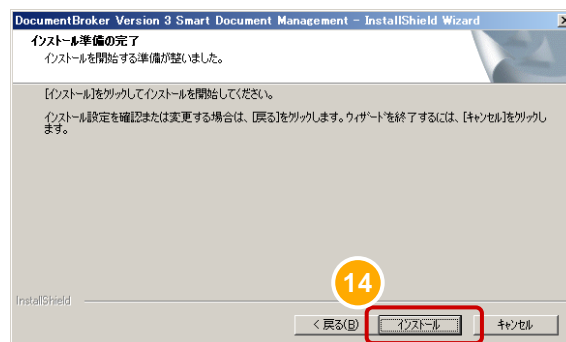 DocumentBroker Version 3 Smart Document Management - InstallShield Wizard
インストール準備の完了
インストールを開始する準備が整いました。
[インストール]をクリックしてインストールを開始してください。
インストール設定を確認または変更する場合は、[戻る]をクリックします。ウィザードを終了するには、[キャンセル]をクリックし
ます。
14
InstallShield
< 戻る(B)
インストール
キャンセル